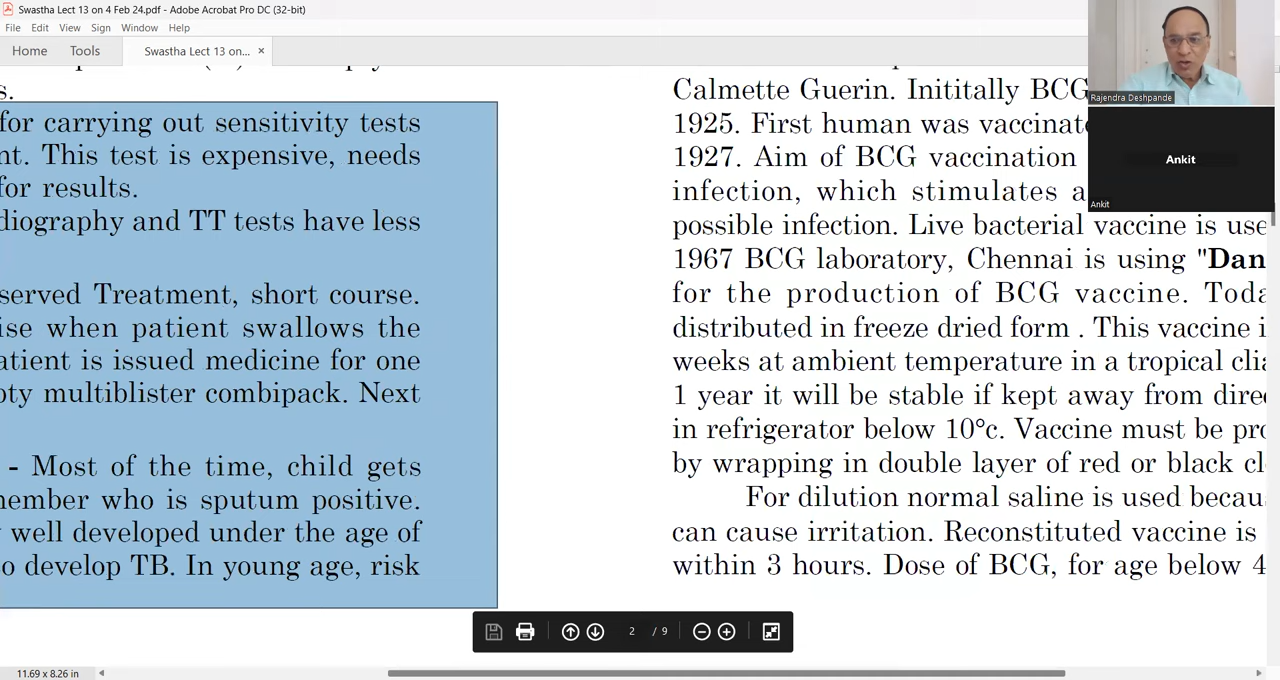 Swastha Lect 13 on 4 Feb 24.pdf - Adobe Acrobat Pro DC (32-bit)
File Edit View Sign Window Help
Home Tools Swastha Lect 13 on... ×
s.
for carrying out sensitivity tests
nt. This test is expensive, needs
for results.
diography and TT tests have less
served Treatment, short course.
ise when patient swallows the
atient is issued medicine for one
pty multiblister combipack. Next
- Most of the time, child gets
nember who is sputum positive.
well developed under the age of
o develop TB. In young age, risk
Calmette Guerin. Inititally BCG
1925. First human was vaccinate
1927. Aim of BCG vaccination
infection, which stimulates a
possible infection. Live bacterial vaccine is use
1967 BCG laboratory, Chennai is using "Dan
for the production of BCG vaccine. Toda
distributed in freeze dried form . This vaccine i
weeks at ambient temperature in a tropical clia
1 year it will be stable if kept away from dire
in refrigerator below 10°c. Vaccine must be pro
by wrapping in double layer of red or black cl
For dilution normal saline is used becau
can cause irritation. Reconstituted vaccine is
within 3 hours. Dose of BCG, for age below 4
Rajendra Deshpande
Ankit
Ankit
2 / 9
11.69 x 8.26 in